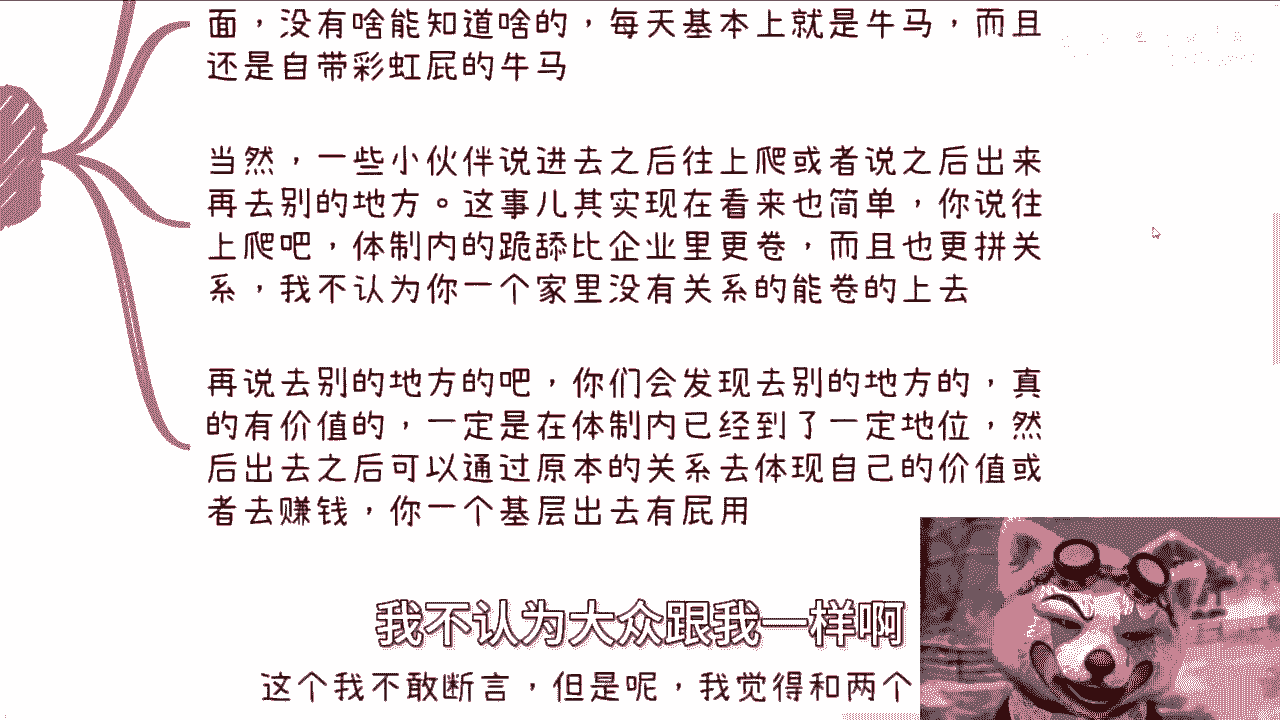 面，没有啥能知道啥的，每天基本上就是牛马，而且
还是自带彩虹屁的牛马
当然，一些小伙伴说进去之后往上爬或者说之后出来
再去别的地方。这事儿其实现在看来也简单，你说往
上爬吧，体制内的跪舔比企业里更卷，而且也更拼关
系，我不认为你一个家里没有关系的能卷的上去
再说去别的地方的吧，你们会发现去别的地方的，真
的有价值的，一定是在体制内已经到了一定地位，然
后出去之后可以通过原本的关系去体现自己的价值或
者去赚钱，你一个基层出去有屁用
我不认为大众跟我一样啊
这个我不敢断言，但是呢，我觉得和两个